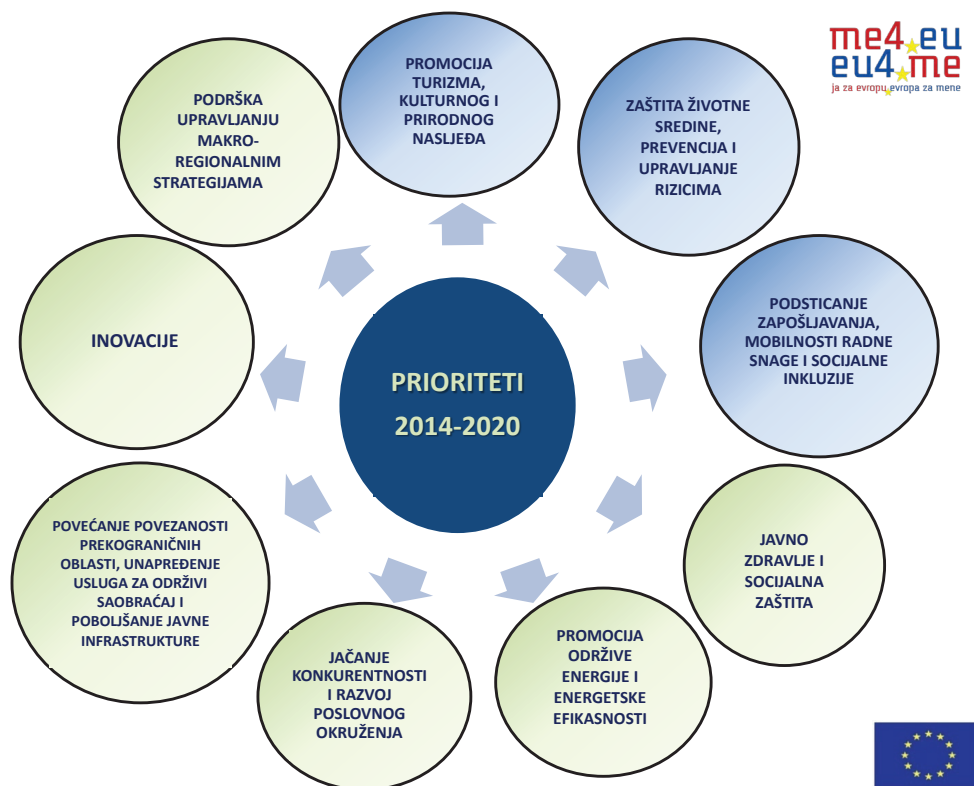 me4eu
eu4me
ja za evropu evropa za mene
PROMOCIJA
TURIZMA,
KULTURNOG I
PRIRODNOG
NASLJEĐA
ZAŠTITA ŽIVOTNE
SREDINE,
PREVENCIJA I
UPRAVLJANJE
RIZICIMA
PODSTICANJE
ZAPOŠLJAVANJA,
MOBILNOSTI RADNE
SNAGE I SOCIJALNE
INKLUZIJE
JAVNO
ZDRAVLJE I
SOCIJALNA
ZAŠTITA
PROMOCIJA
ODRŽIVE
ENERGIJE I
ENERGETSKE
EFIKASNOSTI
JAČANJE
KONKURENTNOSTI
I RAZVOJ
POSLOVNOG
OKRUŽENJA
POVEĆANJE POVEZANOSTI
PREKOGRANIČNIH
OBLASTI, UNAPREĐENJE
USLUGA ZA ODRŽIVI
SAOBRAĆAJ I
POBOLJŠANJE JAVNE
INFRASTRUKTURE
INOVACIJE
PODRŠKA
UPRAVLJANJU
MAKRO-
REGIONALNIM
STRATEGIJAMA
PRIORITETI
2014-2020